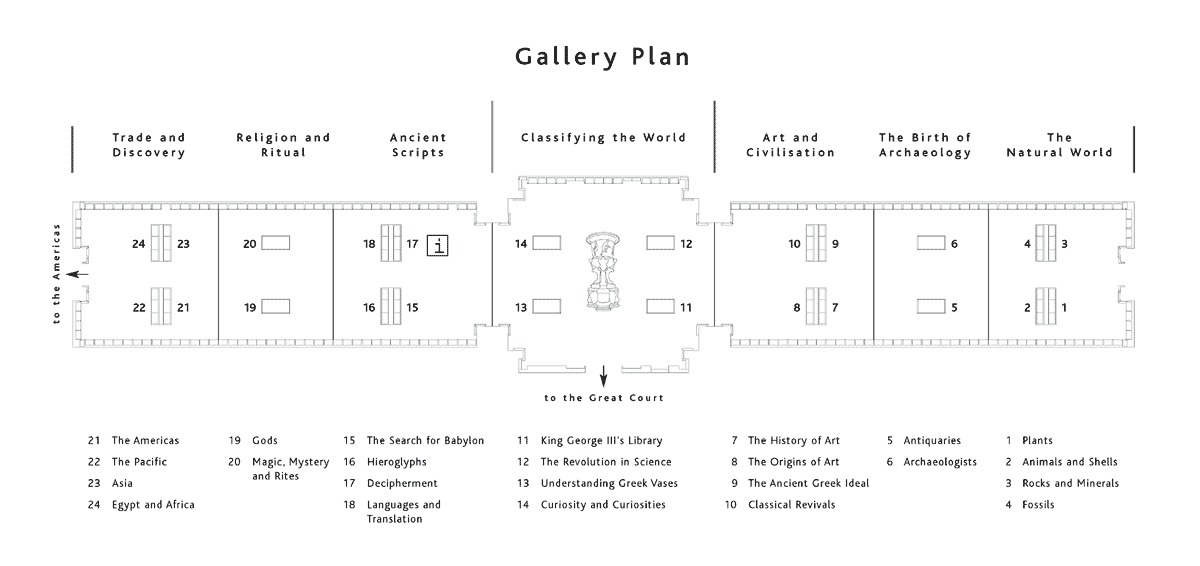 Gallery Plan
Trade and
Discovery
Religion and
Ritual
Ancient
Scripts
Classifying the World
Art and
Civilisation
The Birth of
Archaeology
The
Natural World
to the Americas
24 23
20
18 17 i
14 12
10 9
6
4 3
22 21
19
16 15
13 11
8 7
5
2 1
to the Great Court
21 The Americas
22 The Pacific
23 Asia
24 Egypt and Africa
19 Gods
20 Magic, Mystery
and Rites
15 The Search for Babylon
16 Hieroglyphs
17 Decipherment
18 Languages and
Translation
11 King George III's Library
12 The Revolution in Science
13 Understanding Greek Vases
14 Curiosity and Curiosities
7 The History of Art
8 The Origins of Art
9 The Ancient Greek Ideal
10 Classical Revivals
5 Antiquaries
6 Archaeologists
1 Plants
2 Animals and Shells
3 Rocks and Minerals
4 Fossils